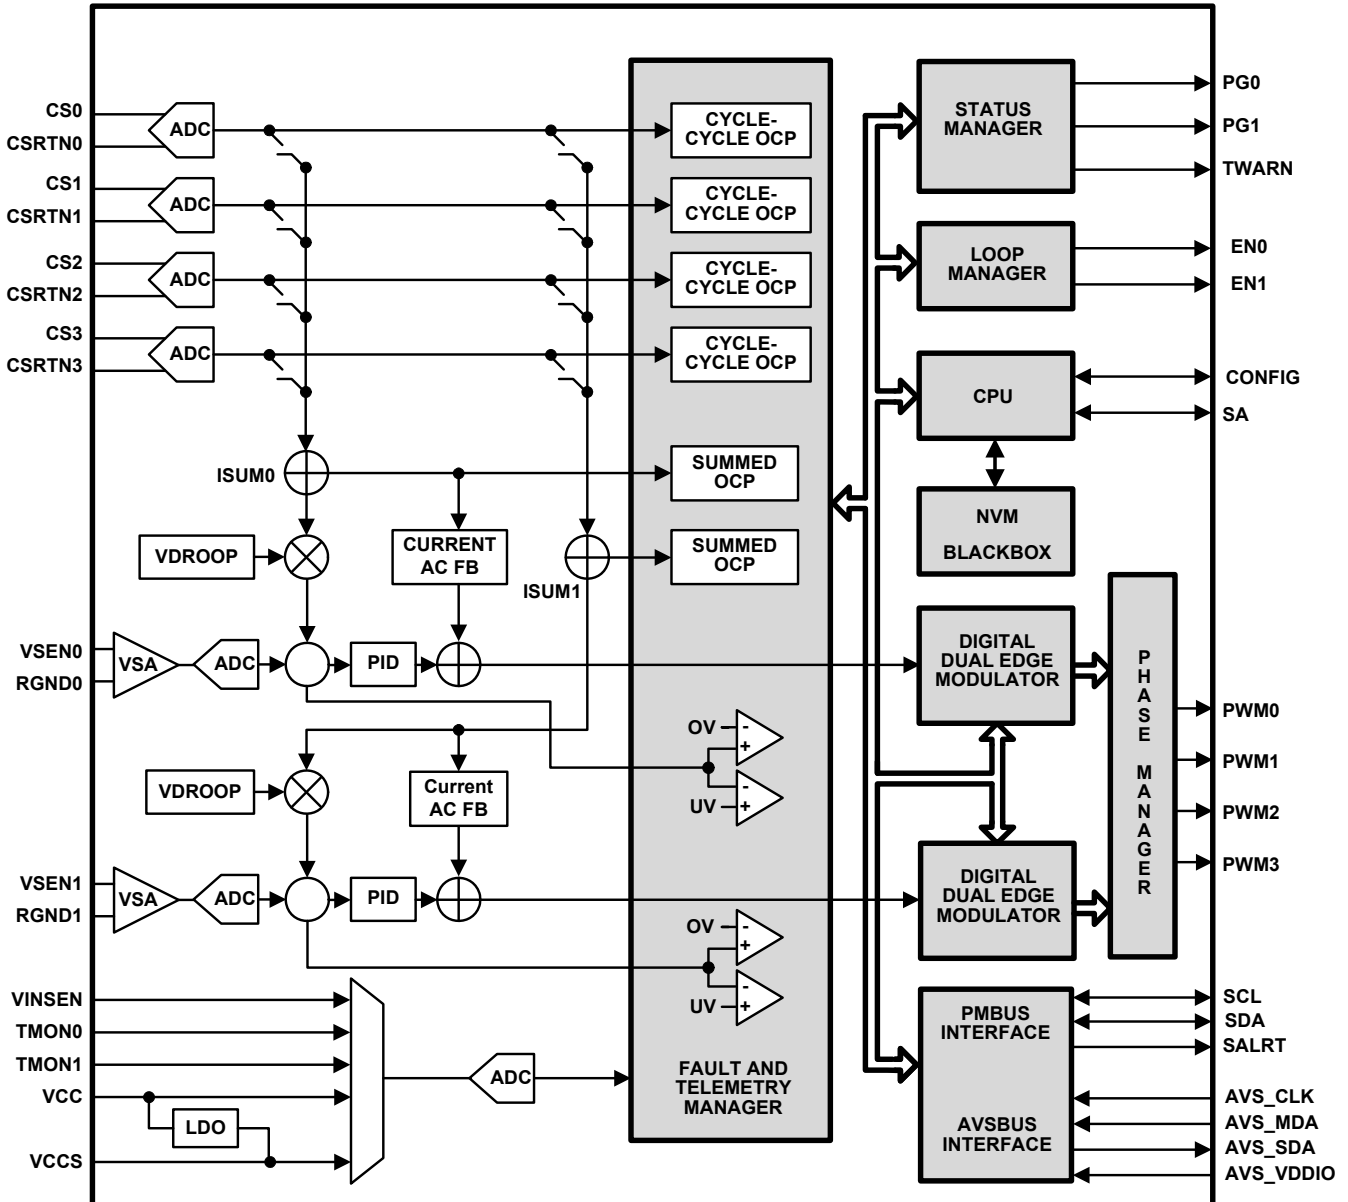 CS0
CSRTN0
CS1
CSRTN1
CS2
CSRTN2
CS3
CSRTN3
ADC
ADC
ADC
ADC
CYCLE-
CYCLE OCP
CYCLE-
CYCLE OCP
CYCLE-
CYCLE OCP
CYCLE-
CYCLE OCP
ISUM0
SUMMED
OCP
VDROOP
CURRENT
AC FB
ISUM1
SUMMED
OCP
VSEN0
RGND0
VSA
ADC
PID
OV
-
+
-
UV
+
VDROOP
Current
AC FB
VSEN1
RGND1
VSA
ADC
PID
OV
-
+
-
UV
+
VINSEN
TMON0
TMON1
VCC
LDO
VCCS
ADC
FAULT AND
TELEMETRY
MANAGER
STATUS
MANAGER
PG0
PG1
TWARN
LOOP
MANAGER
EN0
EN1
CPU
CONFIG
SA
NVM
BLACKBOX
DIGITAL
DUAL EDGE
MODULATOR
DIGITAL
DUAL EDGE
MODULATOR
PHASE MANAGER
PWM0
PWM1
PWM2
PWM3
PMBUS
INTERFACE
SCL
SDA
SALRT
AVSBUS
INTERFACE
AVS_CLK
AVS_MDA
AVS_SDA
AVS_VDDIO